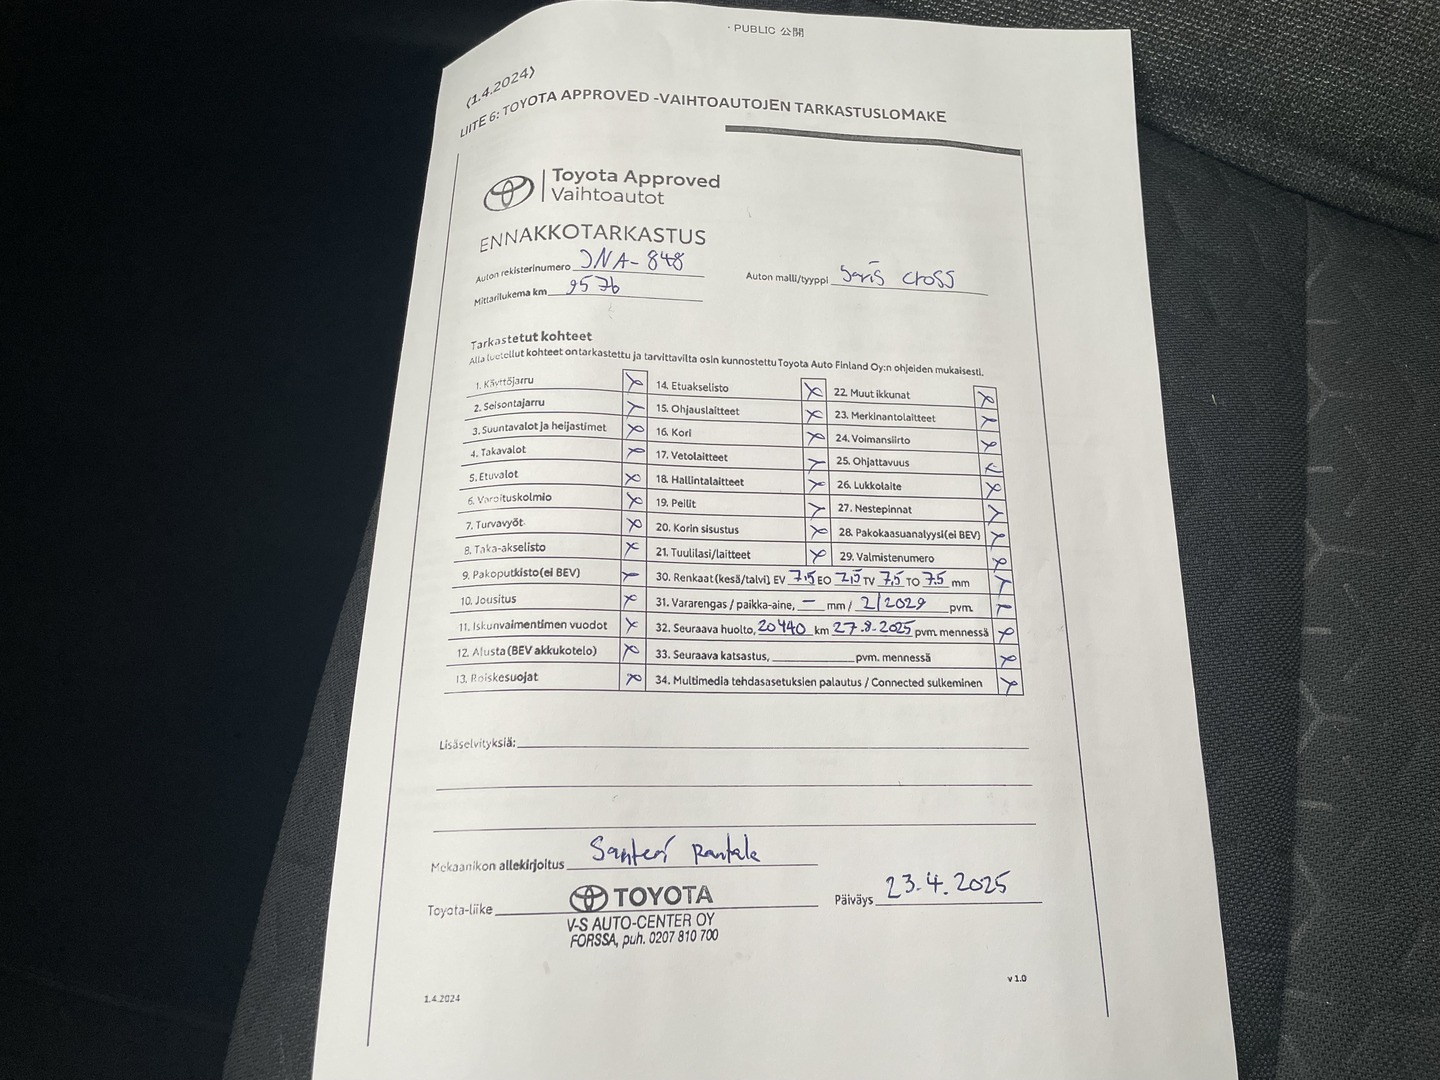 · PUBLIC 公開
(1.4.2024)
LIITE 6: TOYOTA APPROVED -VAIHTOAUTOJEN TARKASTUSLOMAKE
Toyota Approved
Vaihtoautot
ENNAKKOTARKASTUS
Auton rekisterinumero JNA-848 Auton malli/tyyppi Yaris cross
Mittarilukema km 9576
Tarkastetut kohteet
Alla luetellut kohteet on tarkastettu ja tarvittavilta osin kunnostettu Toyota Auto Finland Oy:n ohjeiden mukaisesti.
1. Käyttöjarru x 14. Etuakselisto x 22. Muut ikkunat x
2. Seisontajarru x 15. Ohjauslaitteet x 23. Merkinantolaitteet x
3. Suuntavalot ja heijastimet x 16. Kori x 24. Voimansiirto x
4. Takavalot x 17. Vetolaitteet x 25. Ohjattavuus x
5. Etuvalot x 18. Hallintalaitteet x 26. Lukkolaite x
6. Varoituskolmio x 19. Peilit x 27. Nestepinnat x
7. Turvavyöt x 20. Korin sisustus x 28. Pakokaasuanalyysi(ei BEV) x
8. Taka-akselisto x 21. Tuulilasi/laitteet x 29. Valmistenumero x
9. Pakoputkisto(ei BEV) x 30. Renkaat (kesä/talvi) EV 7.5 EO 7.5 TV 7.5 TO 7.5 mm x
10. Jousitus x 31. Vararengas / paikka-aine, – mm / 2/2029 pvm. x
11. Iskunvaimentimen vuodot x 32. Seuraava huolto, 20440 km 27.8.2025 pvm. mennessä x
12. Alusta (BEV akkukotelo) x 33. Seuraava katsastus, pvm. mennessä x
13. Roiskesuojat x 34. Multimedia tehdasasetuksien palautus / Connected sulkeminen x
Lisäselvityksiä:
Mekaanikon allekirjoitus Santeri Rantala
Toyota-liike TOYOTA Päiväys 23.4.2025
V-S AUTO-CENTER OY
FORSSA, puh. 0207 810 700
v 1.0
1.4.2024